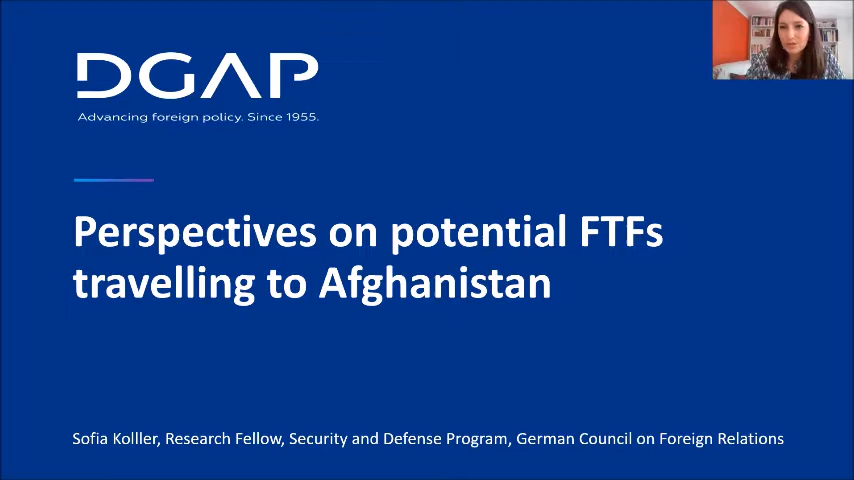 DGAP
Advancing foreign policy. Since 1955.
Perspectives on potential FTFs
travelling to Afghanistan
Sofia Kolller, Research Fellow, Security and Defense Program, German Council on Foreign Relations